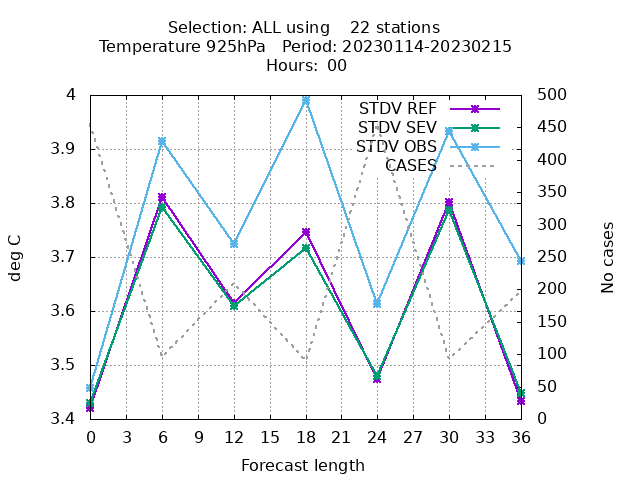 Selection: ALL using    22 stations
Temperature 925hPa   Period: 20230114-20230215
Hours:  00
deg C
4
3.9
3.8
3.7
3.6
3.5
3.4
STDV REF
STDV SEV
STDV OBS
CASES
500
450
400
350
300
250
200
150
100
50
0
No cases
0 3 6 9 12 15 18 21 24 27 30 33 36
Forecast length